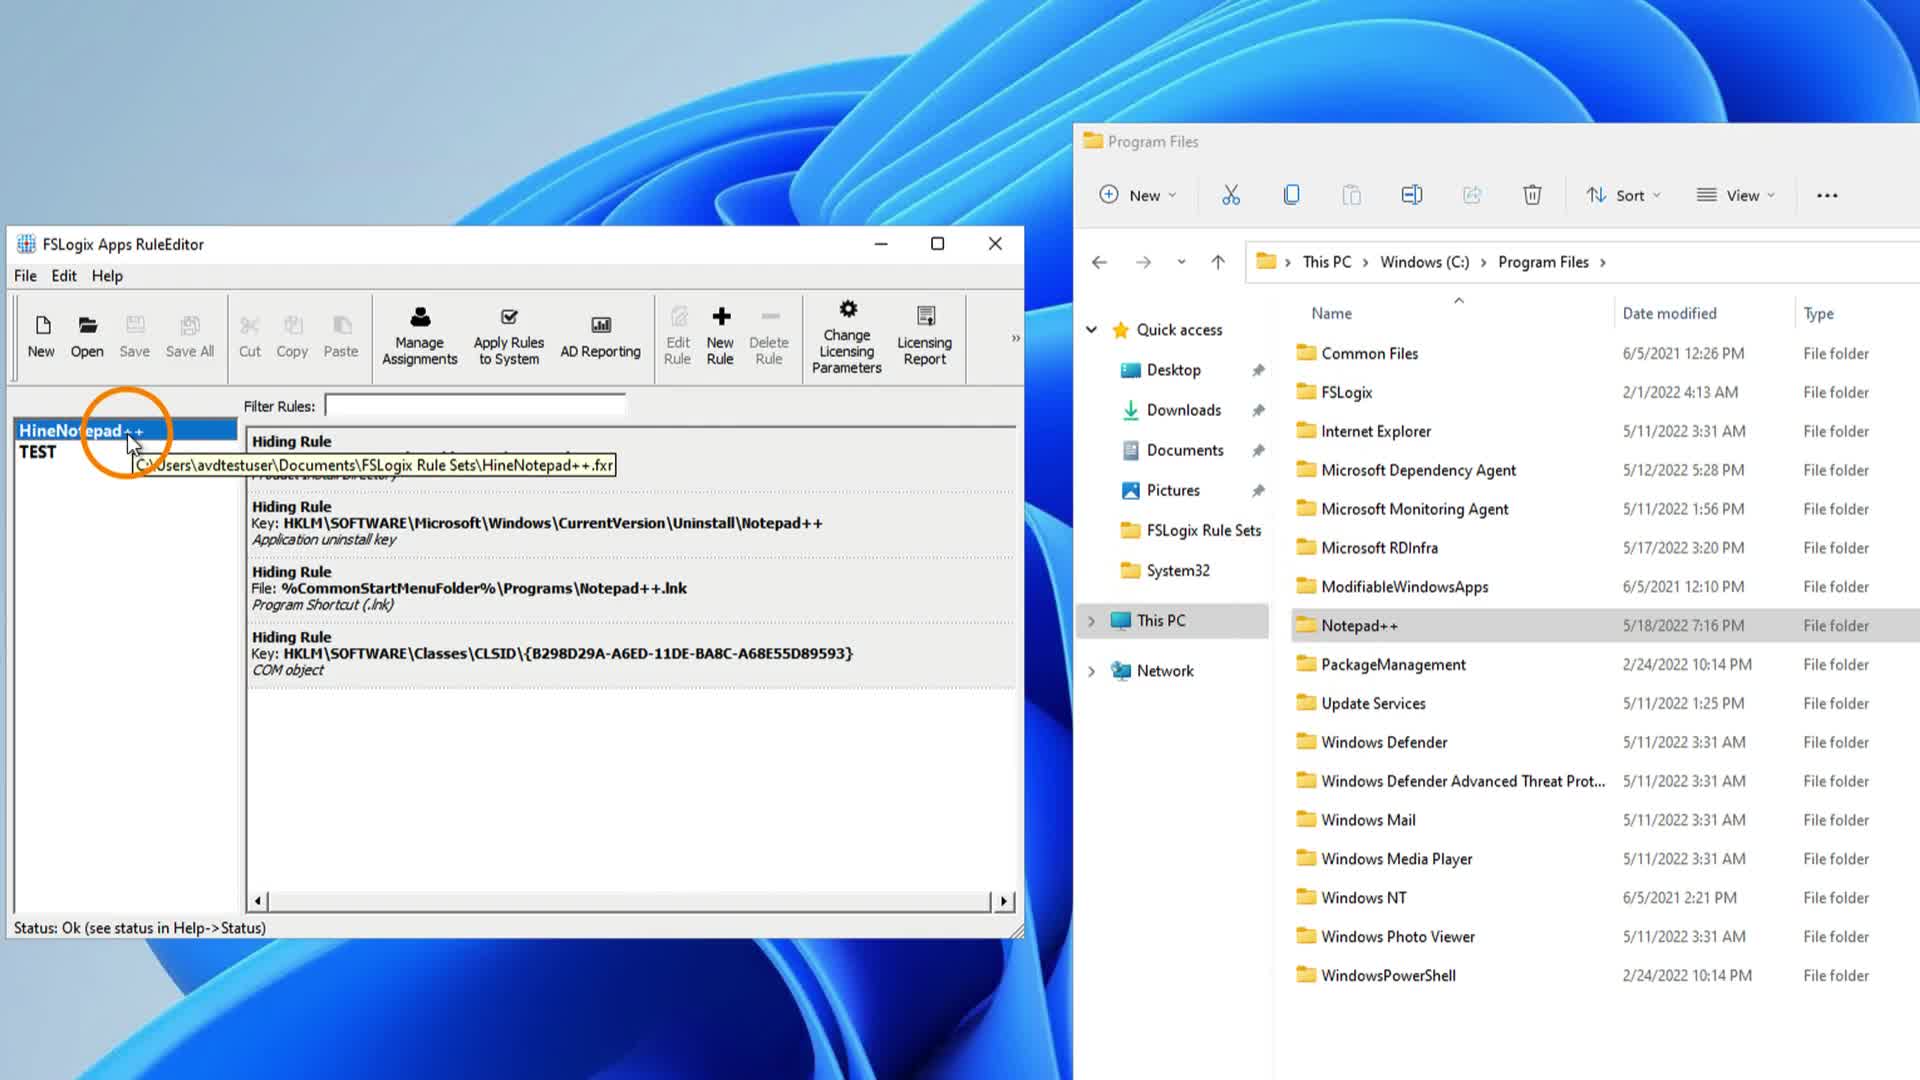 FSLogix Apps RuleEditor
File Edit Help
New
Open
Save
Save All
Cut
Copy
Paste
Manage
Assignments
Apply Rules
to System
AD Reporting
Edit
Rule
New
Rule
Delete
Rule
Change
Licensing
Parameters
Licensing
Report
»
Filter Rules:
HineNotepad++
TEST
Hiding Rule
C:\Users\avdtestuser\Documents\FSLogix Rule Sets\HineNotepad++.fxr
Product Install Directory
Hiding Rule
Key: HKLM\SOFTWARE\Microsoft\Windows\CurrentVersion\Uninstall\Notepad++
Application uninstall key
Hiding Rule
File: %CommonStartMenuFolder%\Programs\Notepad++.lnk
Program Shortcut (.lnk)
Hiding Rule
Key: HKLM\SOFTWARE\Classes\CLSID\{B298D29A-A6ED-11DE-BA8C-A68E55D89593}
COM object
Status: Ok (see status in Help->Status)
Program Files
New
Sort
View
This PC > Windows (C:) > Program Files >
Quick access
Desktop
Downloads
Documents
Pictures
FSLogix Rule Sets
System32
This PC
Network
Name Date modified Type
Common Files 6/5/2021 12:26 PM File folder
FSLogix 2/1/2022 4:13 AM File folder
Internet Explorer 5/11/2022 3:31 AM File folder
Microsoft Dependency Agent 5/12/2022 5:28 PM File folder
Microsoft Monitoring Agent 5/11/2022 1:56 PM File folder
Microsoft RDInfra 5/17/2022 3:20 PM File folder
ModifiableWindowsApps 6/5/2021 12:10 PM File folder
Notepad++ 5/18/2022 7:16 PM File folder
PackageManagement 2/24/2022 10:14 PM File folder
Update Services 5/11/2022 1:25 PM File folder
Windows Defender 5/11/2022 3:31 AM File folder
Windows Defender Advanced Threat Prot... 5/11/2022 3:31 AM File folder
Windows Mail 5/11/2022 3:31 AM File folder
Windows Media Player 5/11/2022 3:31 AM File folder
Windows NT 6/5/2021 2:21 PM File folder
Windows Photo Viewer 5/11/2022 3:31 AM File folder
WindowsPowerShell 2/24/2022 10:14 PM File folder